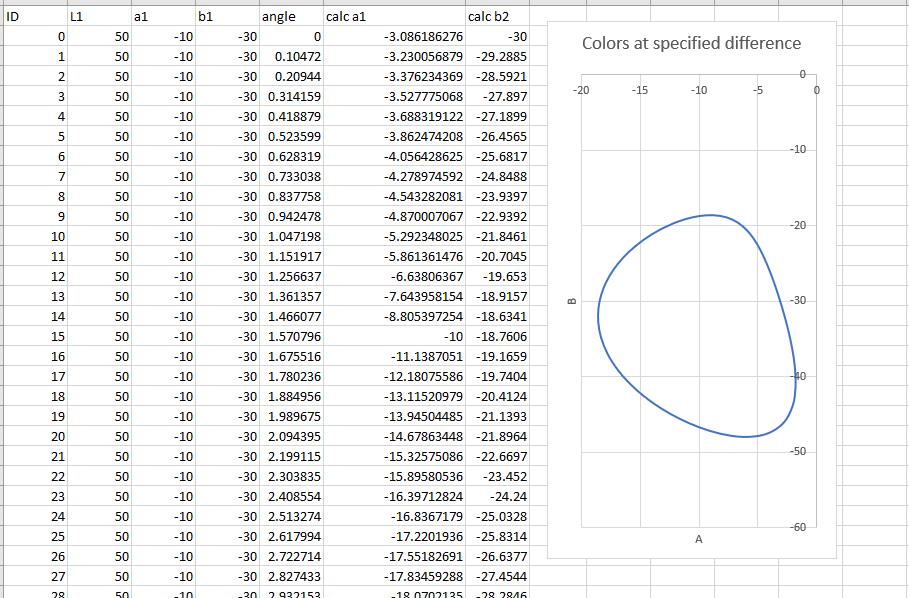 ID L1 a1 b1 angle calc a1 calc b2
0 50 -10 -30 0 -3.086186276 -30
1 50 -10 -30 0.10472 -3.230056879 -29.2885
2 50 -10 -30 0.20944 -3.376234369 -28.5921
3 50 -10 -30 0.314159 -3.527775068 -27.897
4 50 -10 -30 0.418879 -3.688319122 -27.1899
5 50 -10 -30 0.523599 -3.862474208 -26.4565
6 50 -10 -30 0.628319 -4.056428625 -25.6817
7 50 -10 -30 0.733038 -4.278974592 -24.8488
8 50 -10 -30 0.837758 -4.543282081 -23.9397
9 50 -10 -30 0.942478 -4.870007067 -22.9392
10 50 -10 -30 1.047198 -5.292348025 -21.8461
11 50 -10 -30 1.151917 -5.861361476 -20.7045
12 50 -10 -30 1.256637 -6.63806367 -19.653
13 50 -10 -30 1.361357 -7.643958154 -18.9157
14 50 -10 -30 1.466077 -8.805397254 -18.6341
15 50 -10 -30 1.570796 -10 -18.7606
16 50 -10 -30 1.675516 -11.1387051 -19.1659
17 50 -10 -30 1.780236 -12.18075586 -19.7404
18 50 -10 -30 1.884956 -13.11520979 -20.4124
19 50 -10 -30 1.989675 -13.94504485 -21.1393
20 50 -10 -30 2.094395 -14.67863448 -21.8964
21 50 -10 -30 2.199115 -15.32575086 -22.6697
22 50 -10 -30 2.303835 -15.89580536 -23.452
23 50 -10 -30 2.408554 -16.39712824 -24.24
24 50 -10 -30 2.513274 -16.8367179 -25.0328
25 50 -10 -30 2.617994 -17.2201936 -25.8314
26 50 -10 -30 2.722714 -17.55182691 -26.6377
27 50 -10 -30 2.827433 -17.83459288 -27.4544
28 50 -10 -30 2.932153 -18.0702135 -28.2846
Colors at specified difference
0
-20 -15 -10 -5 0
-10
-20
-30
-40
-50
-60
B
A